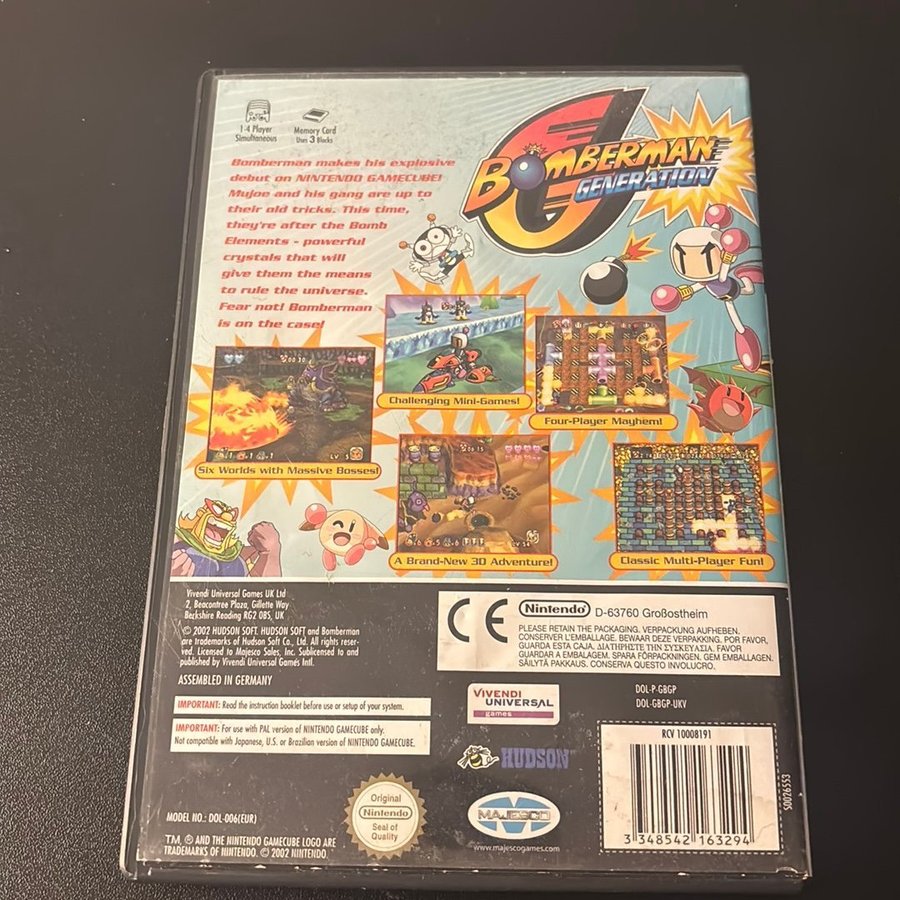 1-4 Player
Simultaneous
Memory Card
Uses 3 Blocks
BOMBERMAN
GENERATION
Bomberman makes his explosive
debut on NINTENDO GAMECUBE!
Mujoe and his gang are up to
their old tricks. This time,
they're after the Bomb
Elements - powerful
crystals that will
give them the means
to rule the universe.
Fear not! Bomberman
is on the case!
Challenging Mini-Games!
Four-Player Mayhem!
Six Worlds with Massive Bosses!
A Brand-New 3D Adventure!
Classic Multi-Player Fun!
Vivendi Universal Games UK Ltd
2, Beacontree Plaza, Gillette Way
Berkshire Reading RG2 0BS, UK
© 2002 HUDSON SOFT. HUDSON SOFT and Bomberman
are trademarks of Hudson Soft Co., Ltd. All rights reser-
ved. Licensed to Majesco Sales, Inc. Sublicensed to and
published by Vivendi Universal Games Intl.
ASSEMBLED IN GERMANY
IMPORTANT: Read the instruction booklet before use or setup of your system.
IMPORTANT: For use with PAL version of NINTENDO GAMECUBE only.
Not compatible with Japanese, U.S. or Brazilian version of NINTENDO GAMECUBE.
CE
Nintendo D-63760 Großostheim
PLEASE RETAIN THE PACKAGING. VERPACKUNG AUFHEBEN.
CONSERVER L'EMBALLAGE. BEWAAR DEZE VERPAKKING. POR FAVOR,
GUARDA ESTA CAJA. ΔΙΑΤΗΡΗΣΤΕ ΤΗΝ ΣΥΣΚΕΥΑΣΙΑ. FAVOR
GUARDAR A EMBALAGEM. SPARA FÖRPACKNINGEN. GEM EMBALLAGEN.
SÄILYTÄ PAKKAUS. CONSERVA QUESTO INVOLUCRO.
VIVENDI
UNIVERSAL
games
DOL-P-GBGP
DOL-GBGP-UKV
HUDSON
RCV 10008191
3 348542 163294
S0026553
MODEL NO.: DOL-006(EUR)
Original
Nintendo
Seal of
Quality
MAJESCO
www.majescogames.com
TM, ® AND THE NINTENDO GAMECUBE LOGO ARE
TRADEMARKS OF NINTENDO. © 2002 NINTENDO.